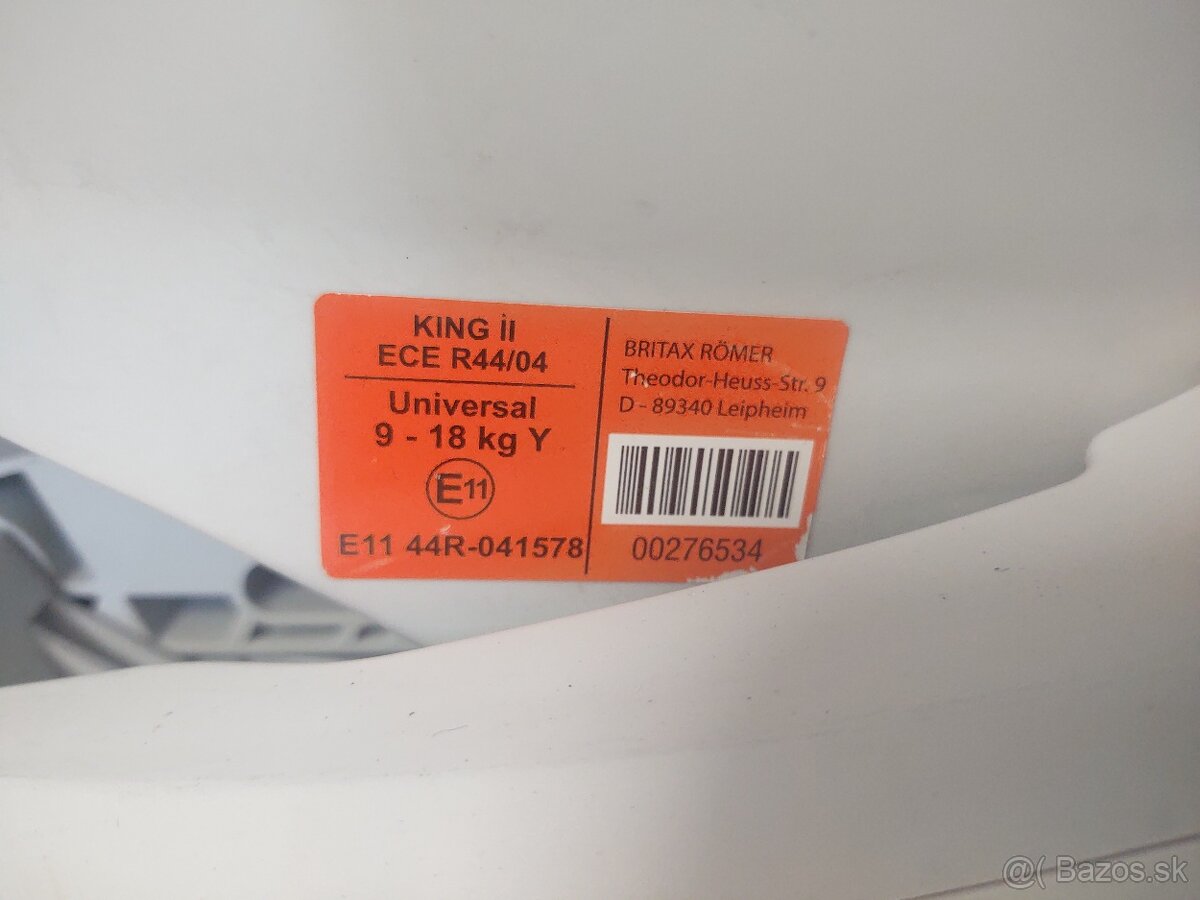 KING İI
ECE R44/04
Universal
9 - 18 kg Y
E11
E11 44R-041578
BRITAX RÖMER
Theodor-Heuss-Str. 9
D - 89340 Leipheim
00276534
@( Bazos.sk